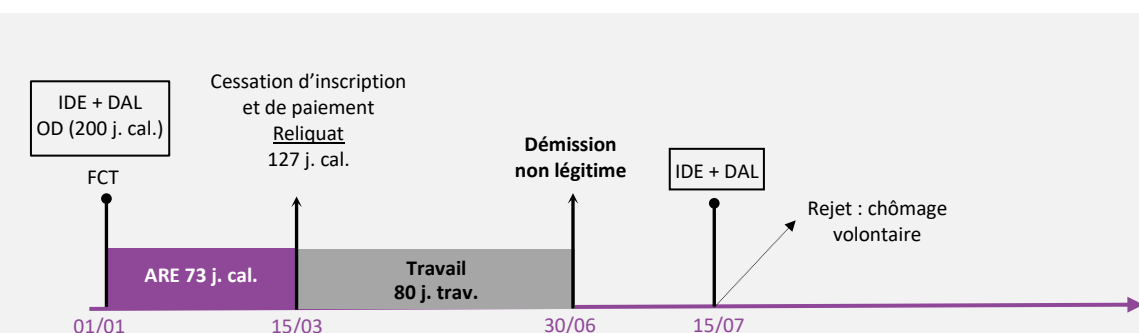 IDE + DAL
OD (200 j. cal.)
FCT
Cessation d’inscription
et de paiement
Reliquat
127 j. cal.
Démission
non légitime
IDE + DAL
Rejet : chômage
volontaire
ARE 73 j. cal.
Travail
80 j. trav.
01/01
15/03
30/06
15/07